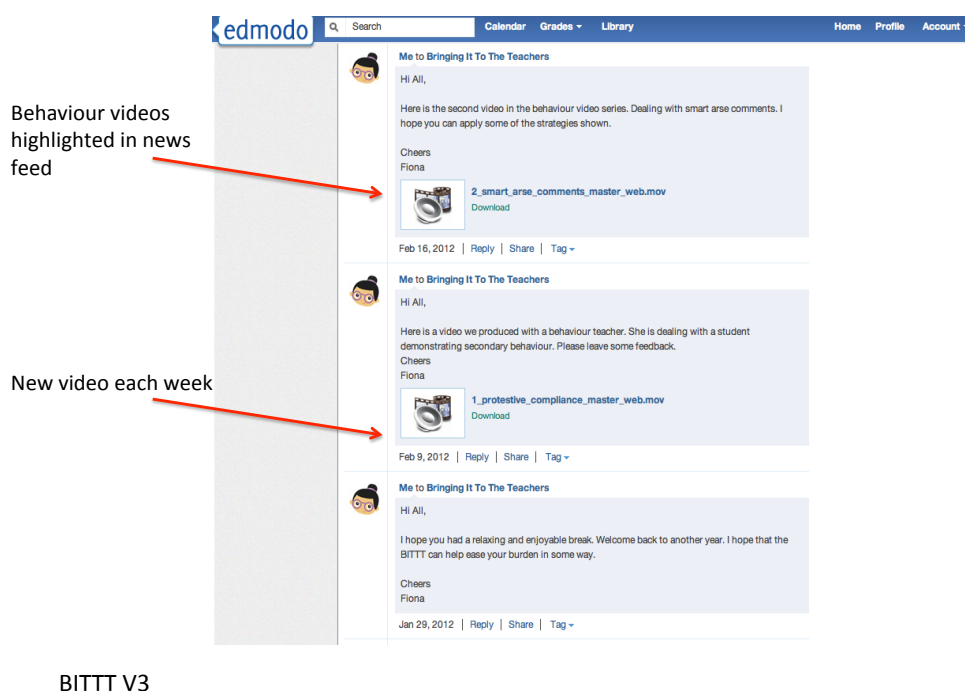 edmodo Search Calendar Grades Library Home Profile Account
Me to Bringing It To The Teachers
Hi All,
Here is the second video in the behaviour video series. Dealing with smart arse comments. I
hope you can apply some of the strategies shown.
Cheers
Fiona
2_smart_arse_comments_master_web.mov
Download
Feb 16, 2012 | Reply | Share | Tag
Behaviour videos
highlighted in news
feed
Me to Bringing It To The Teachers
Hi All,
Here is a video we produced with a behaviour teacher. She is dealing with a student
demonstrating secondary behaviour. Please leave some feedback.
Cheers
Fiona
1_protestive_compliance_master_web.mov
Download
Feb 9, 2012 | Reply | Share | Tag
New video each week
Me to Bringing It To The Teachers
Hi All,
I hope you had a relaxing and enjoyable break. Welcome back to another year. I hope that the
BITTT can help ease your burden in some way.
Cheers
Fiona
Jan 29, 2012 | Reply | Share | Tag
BITTT V3